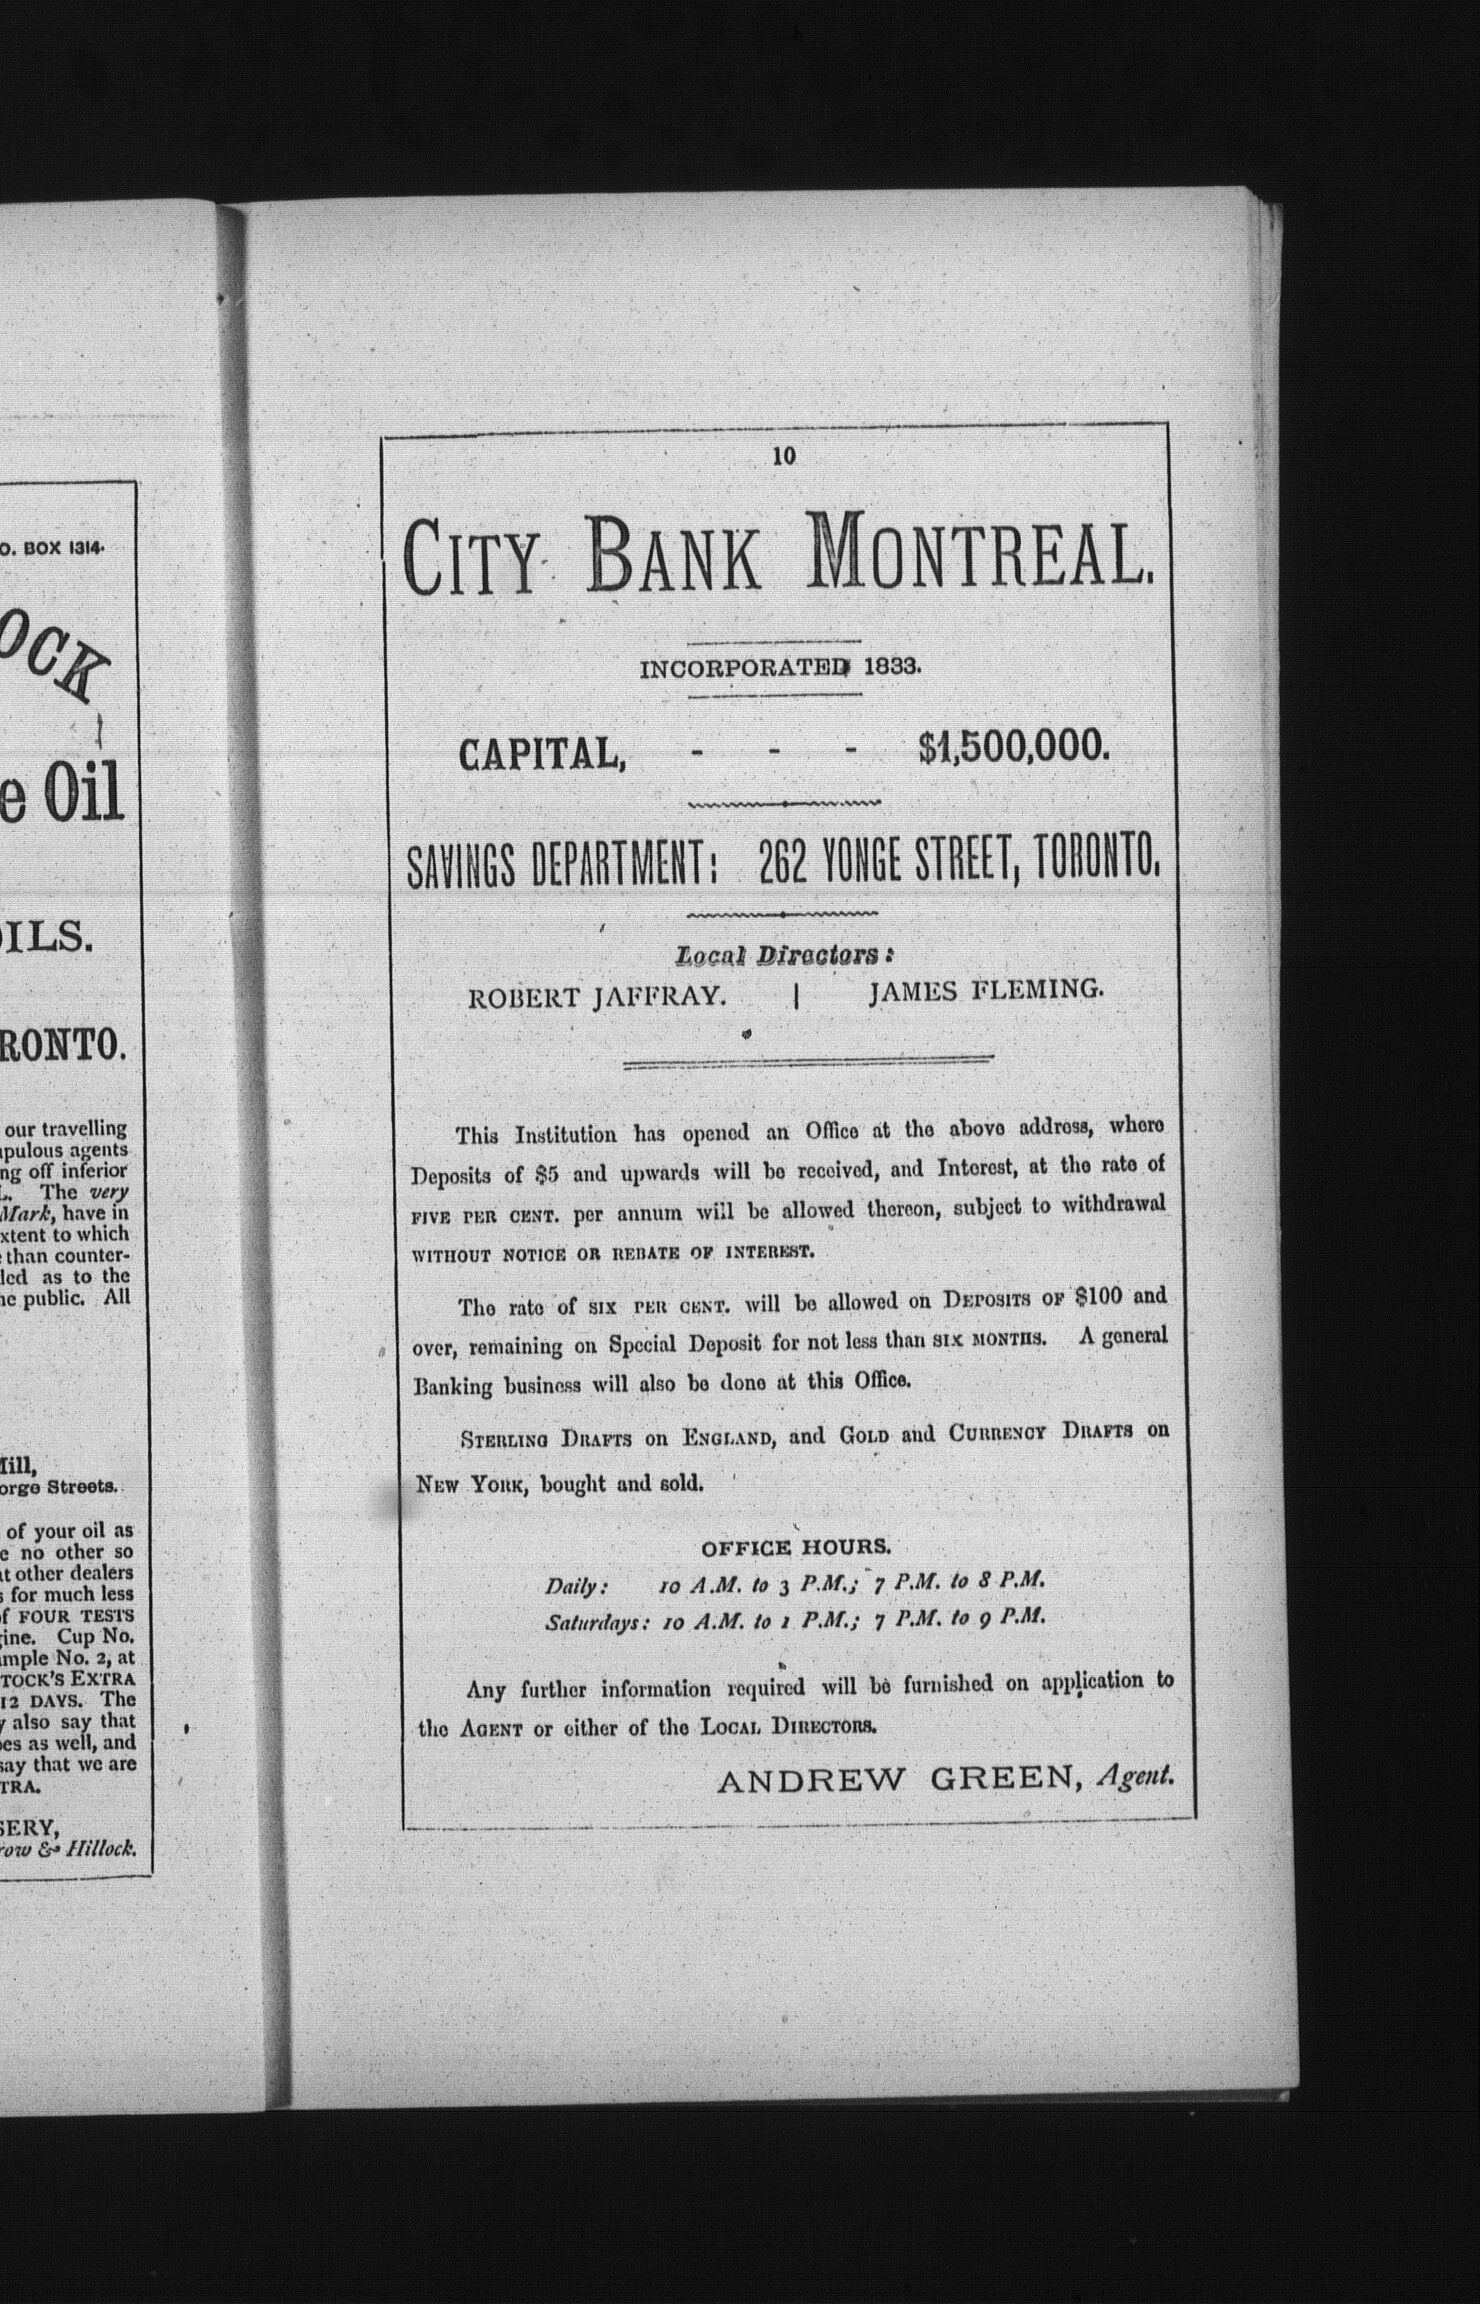 O. BOX 1314.
OCK
e Oil
OILS.
RONTO.
our travelling
upulous agents
ng off inferior
L. The very
Mark, have in
xtent to which
than counter-
led as to the
he public. All
Mill,
orge Streets.
of your oil as
e no other so
at other dealers
s for much less
of FOUR TESTS
gine. Cup No.
ample No. 2, at
TOCK'S EXTRA
12 DAYS. The
y also say that
oes as well, and
say that we are
TRA.
SERY,
row & Hillock.
10
CITY BANK MONTREAL.
INCORPORATED 1833.
CAPITAL, - - - $1,500,000.
SAVINGS DEPARTMENT: 262 YONGE STREET, TORONTO.
Local Directors:
ROBERT JAFFRAY. | JAMES FLEMING.
This Institution has opened an Office at the above address, where
Deposits of $5 and upwards will be received, and Interest, at the rate of
FIVE PER CENT. per annum will be allowed thereon, subject to withdrawal
WITHOUT NOTICE OR REBATE OF INTEREST.
The rate of SIX PER CENT. will be allowed on DEPOSITS OF $100 and
over, remaining on Special Deposit for not less than SIX MONTHS. A general
Banking business will also be done at this Office.
STERLING DRAFTS on ENGLAND, and GOLD and CURRENCY DRAFTS on
NEW YORK, bought and sold.
OFFICE HOURS.
Daily: 10 A.M. to 3 P.M.; 7 P.M. to 8 P.M.
Saturdays: 10 A.M. to 1 P.M.; 7 P.M. to 9 P.M.
Any further information required will be furnished on application to
the AGENT or either of the LOCAL DIRECTORS.
ANDREW GREEN, Agent.